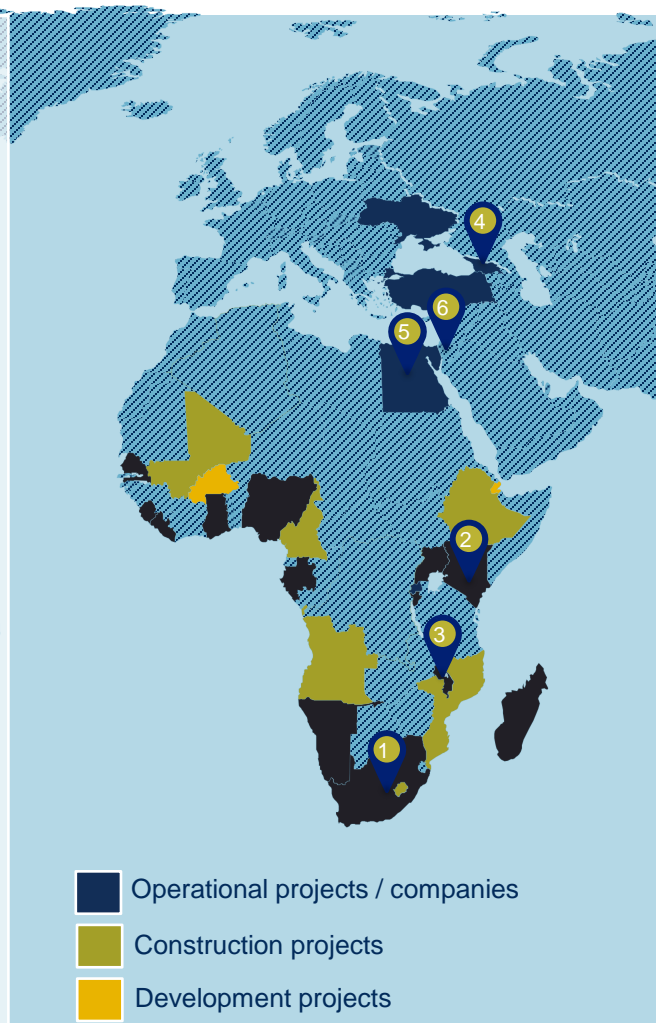 4
6
5
2
3
1
Operational projects / companies
Construction projects
Development projects